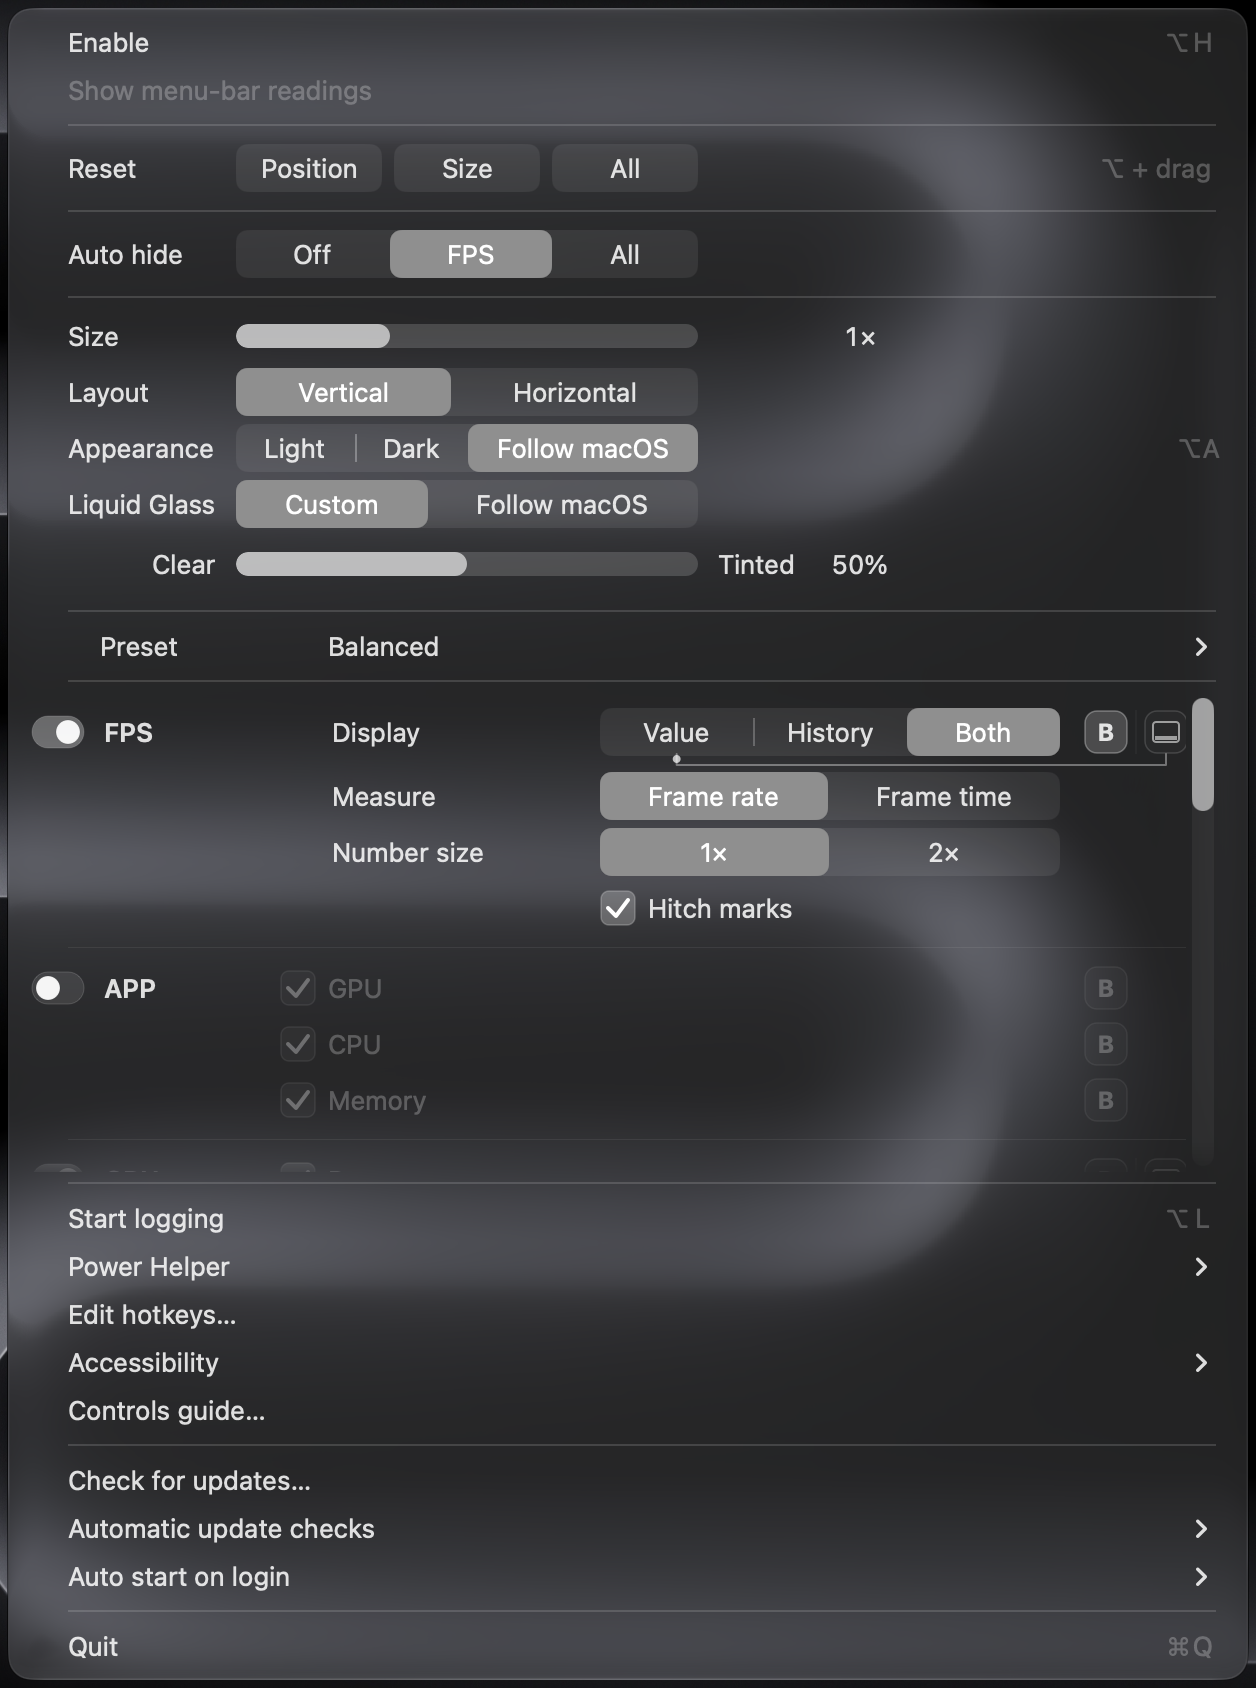 Enable ⌥ H
Show menu-bar readings
Reset Position Size All ⌥ + drag
Auto hide Off FPS All
Size 1×
Layout Vertical Horizontal
Appearance Light Dark Follow macOS ⌥A
Liquid Glass Custom Follow macOS
Clear Tinted 50%
Preset Balanced
FPS Display Value History Both B
Measure Frame rate Frame time
Number size 1× 2×
Hitch marks
APP GPU B
CPU B
Memory B
Start logging ⌥ L
Power Helper
Edit hotkeys...
Accessibility
Controls guide...
Check for updates...
Automatic update checks
Auto start on login
Quit ⌘Q